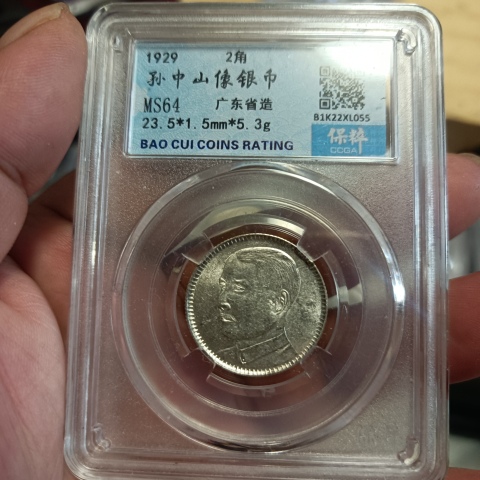 1929 2角
孙中山像银币
MS64 广东省造
23.5*1.5mm*5.3g
BAO CUI COINS RATING
B1K22XL055
保粹
CCGA